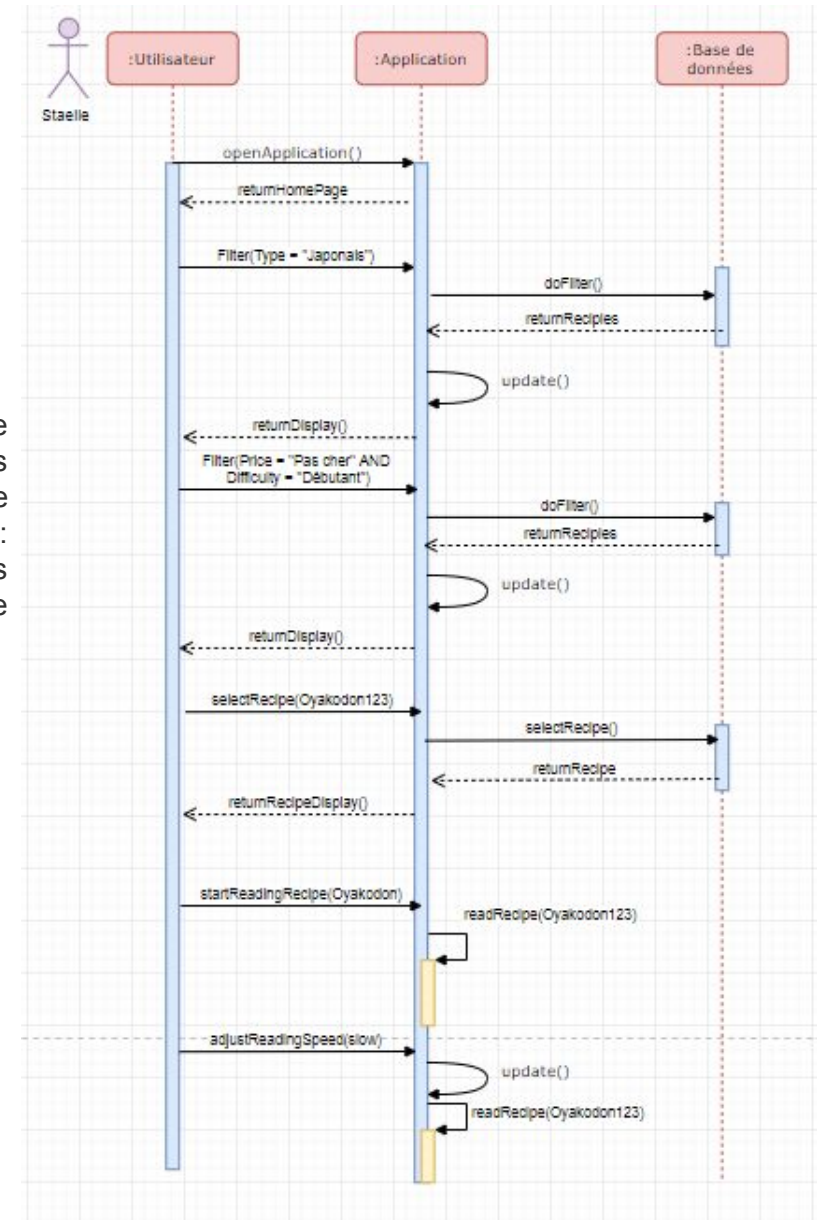 :Utilisateur
:Application
:Base de
données
Staelle
openApplication()
returnHomePage
Filter(Type = "Japonais")
doFilter()
returnRecipies
update()
returnDisplay()
e
Filter(Price = "Pas cher" AND
s
Difficulty = "Débutant")
e
doFilter()
:
returnRecipies
s
update()
e
returnDisplay()
selectRecipe(Oyakodon123)
selectRecipe()
returnRecipe
returnRecipeDisplay()
startReadingRecipe(Oyakodon)
readRecipe(Oyakodon123)
adjustReadingSpeed(slow)
update()
readRecipe(Oyakodon123)